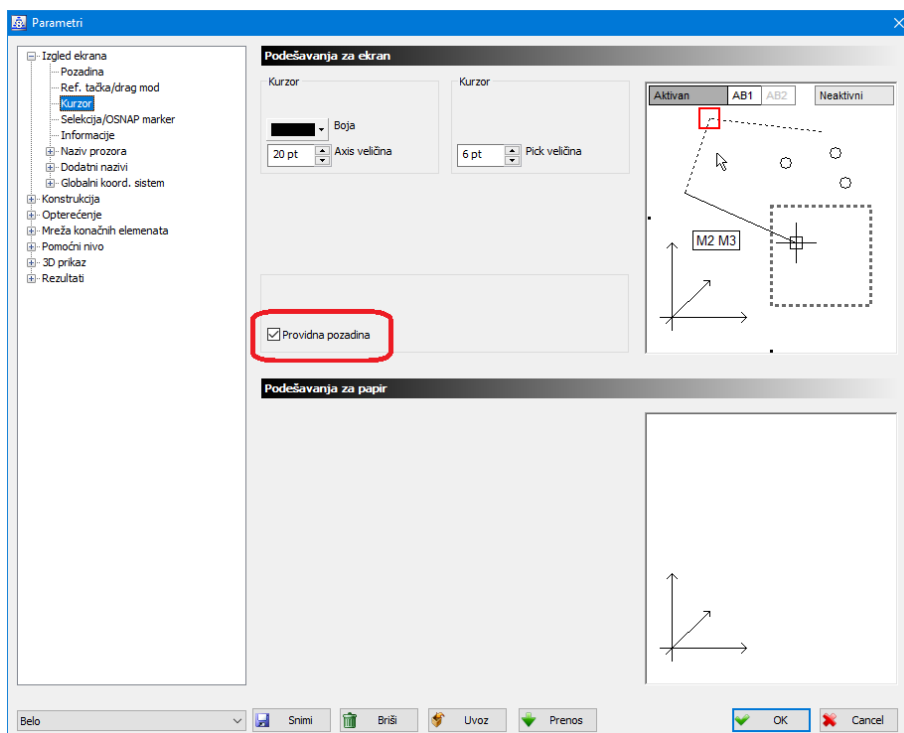 Parametri
Izgled ekrana
Pozadina
Ref. tačka/drag mod
Kurzor
Selekcija/OSNAP marker
Informacije
Naziv prozora
Dodatni nazivi
Globalni koord. sistem
Konstrukcija
Opterećenje
Mreža konačnih elemenata
Pomoćni nivo
3D prikaz
Rezultati
Podešavanja za ekran
Kurzor
Boja
20 pt Axis veličina
Kurzor
6 pt Pick veličina
Providna pozadina
Aktivan AB1 AB2 Neaktivni
M2 M3
Podešavanja za papir
Belo Snimi Briši Uvoz Prenos OK Cancel